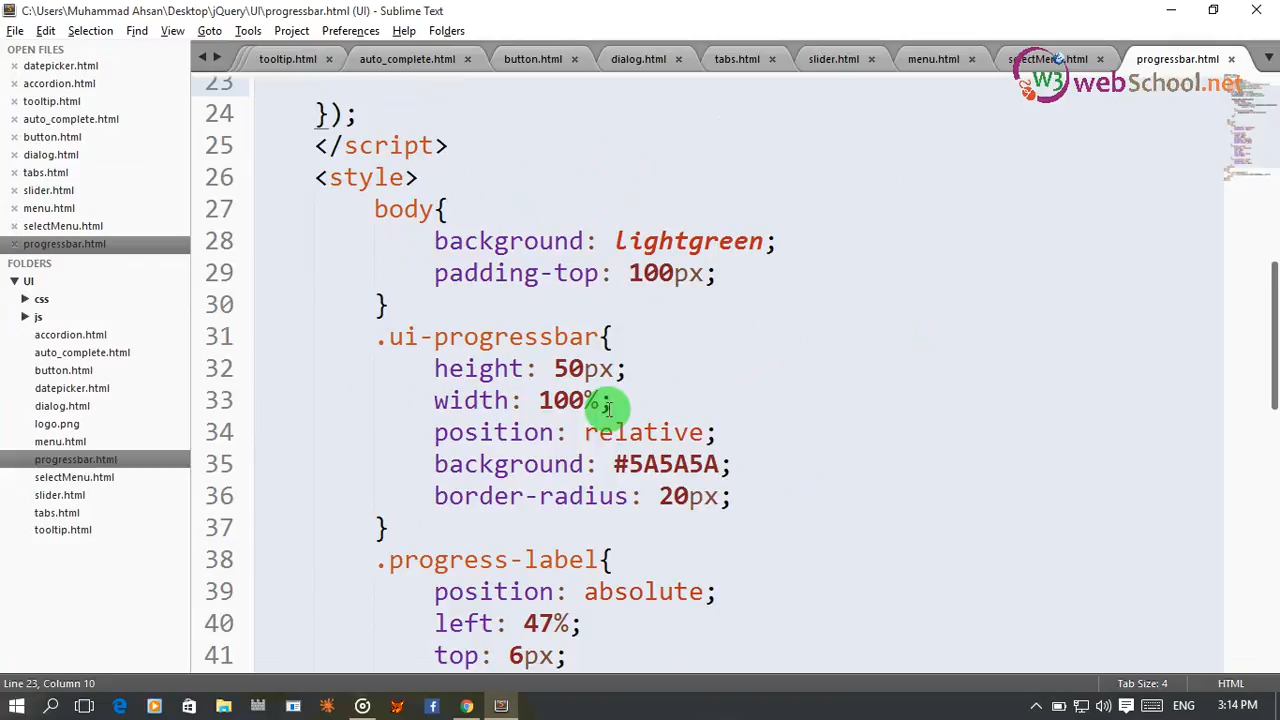 C:\Users\Muhammad Ahsan\Desktop\jQuery\UI\progressbar.html (UI) - Sublime Text
File Edit Selection Find View Goto Tools Project Preferences Help Folders
OPEN FILES
datepicker.html
accordion.html
tooltip.html
auto_complete.html
button.html
dialog.html
tabs.html
slider.html
menu.html
selectMenu.html
progressbar.html
FOLDERS
UI
css
js
accordion.html
auto_complete.html
button.html
datepicker.html
dialog.html
logo.png
menu.html
progressbar.html
selectMenu.html
slider.html
tabs.html
tooltip.html
tooltip.html auto_complete.html button.html dialog.html tabs.html slider.html menu.html selectMenu.html progressbar.html
W3 webSchool.net
23
24 });
25 </script>
26 <style>
27 body{
28 background: lightgreen;
29 padding-top: 100px;
30 }
31 .ui-progressbar{
32 height: 50px;
33 width: 100%;
34 position: relative;
35 background: #5A5A5A;
36 border-radius: 20px;
37 }
38 .progress-label{
39 position: absolute;
40 left: 47%;
41 top: 6px;
Line 23, Column 10 Tab Size: 4 HTML
ENG 3:14 PM